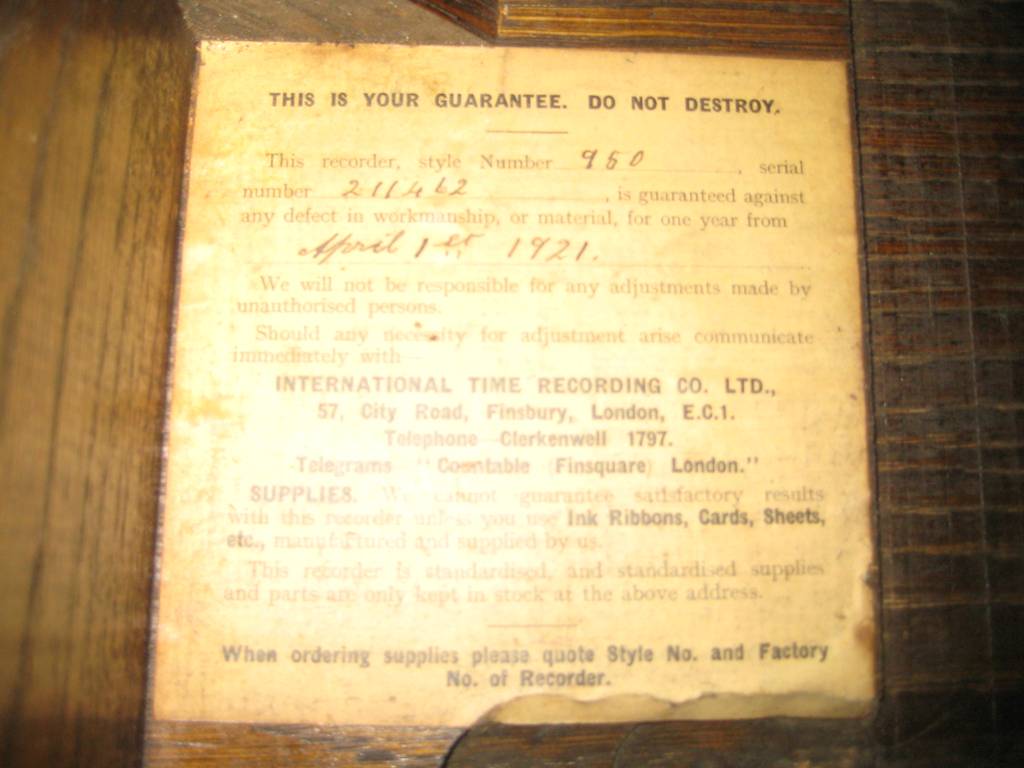 THIS IS YOUR GUARANTEE. DO NOT DESTROY.
This recorder, style Number 950, serial
number 211462, is guaranteed against
any defect in workmanship, or material, for one year from
April 1st 1921.
We will not be responsible for any adjustments made by
unauthorised persons.
Should any necessity for adjustment arise communicate
immediately with—
INTERNATIONAL TIME RECORDING CO. LTD.,
57, City Road, Finsbury, London, E.C.1.
Telephone Clerkenwell 1797.
Telegrams "Countable Finsquare London."
SUPPLIES. We cannot guarantee satisfactory results
with this recorder unless you use Ink Ribbons, Cards, Sheets,
etc., manufactured and supplied by us.
This recorder is standardised, and standardised supplies
and parts are only kept in stock at the above address.
When ordering supplies please quote Style No. and Factory
No. of Recorder.